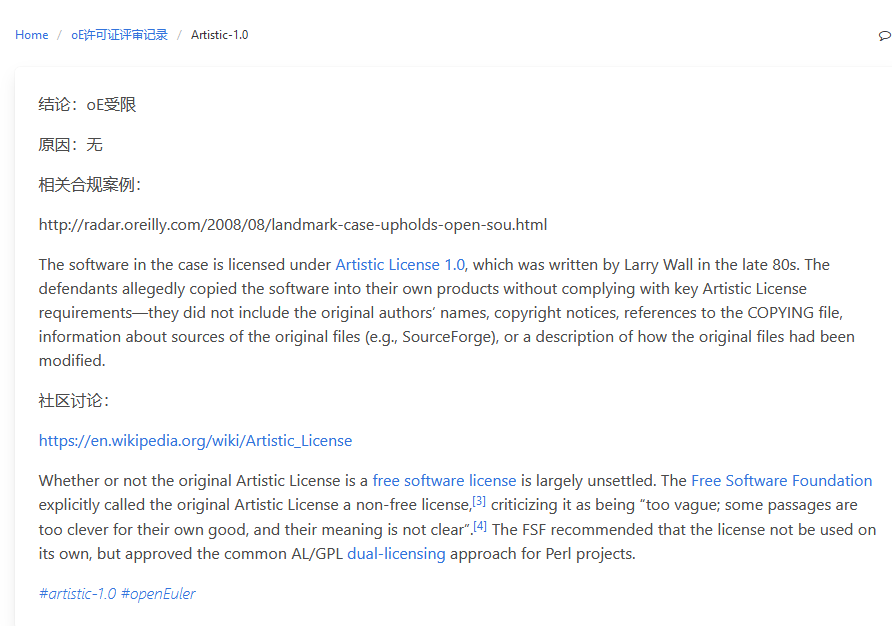 Home / oE许可证评审记录 / Artistic-1.0
结论：oE受限
原因：无
相关合规案例：
http://radar.oreilly.com/2008/08/landmark-case-upholds-open-sou.html
The software in the case is licensed under Artistic License 1.0, which was written by Larry Wall in the late 80s. The
defendants allegedly copied the software into their own products without complying with key Artistic License
requirements—they did not include the original authors’ names, copyright notices, references to the COPYING file,
information about sources of the original files (e.g., SourceForge), or a description of how the original files had been
modified.
社区讨论：
https://en.wikipedia.org/wiki/Artistic_License
Whether or not the original Artistic License is a free software license is largely unsettled. The Free Software Foundation
explicitly called the original Artistic License a non-free license,[3] criticizing it as being “too vague; some passages are
too clever for their own good, and their meaning is not clear”.[4] The FSF recommended that the license not be used on
its own, but approved the common AL/GPL dual-licensing approach for Perl projects.
#artistic-1.0 #openEuler